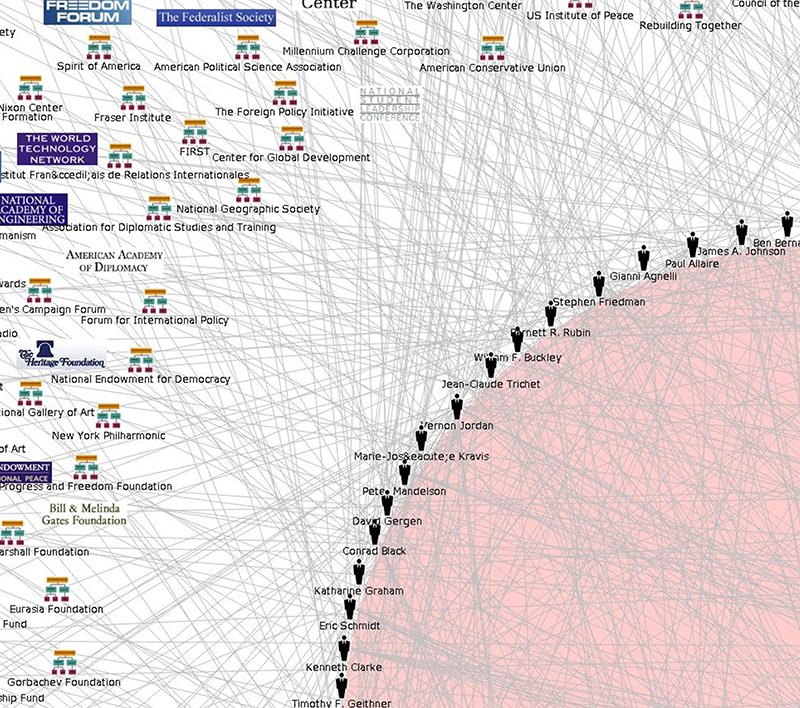 FREEDOM
FORUM
The Federalist Society
Center
The Washington Center
US Institute of Peace
Council of the
Rebuilding Together
ety
Spirit of America
American Political Science Association
Millennium Challenge Corporation
American Conservative Union
NATIONAL
STUDENT
LEADERSHIP
CONFERENCE
Nixon Center
Formation
Fraser Institute
The Foreign Policy Initiative
THE WORLD
TECHNOLOGY
NETWORK
FIRST
Center for Global Development
stitut Fran&ccedil;ais de Relations Internationales
NATIONAL
ACADEMY OF
ENGINEERING
National Geographic Society
Association for Diplomatic Studies and Training
manism
AMERICAN ACADEMY
OF DIPLOMACY
wards
en's Campaign Forum
Forum for International Policy
adio
The
Heritage Foundation
National Endowment for Democracy
t
ional Gallery of Art
New York Philharmonic
of Art
NDOWMENT
IONAL PEACE
Progress and Freedom Foundation
Bill & Melinda
Gates Foundation
arshall Foundation
Eurasia Foundation
Fund
Gorbachev Foundation
ship Fund
Ben Berna
James A. Johnson
Paul Allaire
Gianni Agnelli
Stephen Friedman
Barnett R. Rubin
William F. Buckley
Jean-Claude Trichet
Vernon Jordan
Marie-Jos&eacute;e Kravis
Peter Mandelson
David Gergen
Conrad Black
Katharine Graham
Eric Schmidt
Kenneth Clarke
Timothy F. Geithner